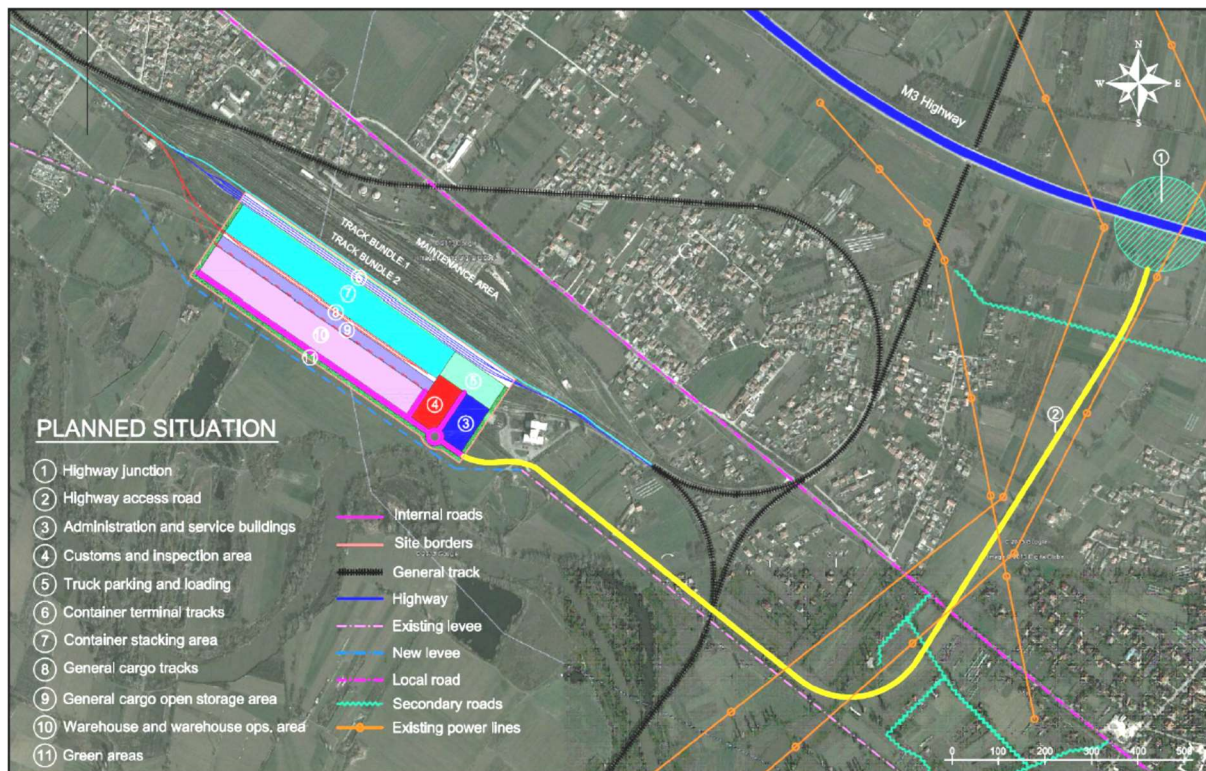 M3 Highway
N
W
E
S
1
TRACK BUNDLE 1
TRACK BUNDLE 2
MAINTENANCE AREA
6
7
8
9
10
11
5
4
3
2
PLANNED SITUATION
1 Highway junction
2 Highway access road
3 Administration and service buildings
4 Customs and inspection area
5 Truck parking and loading
6 Container terminal tracks
7 Container stacking area
8 General cargo tracks
9 General cargo open storage area
10 Warehouse and warehouse ops. area
11 Green areas
Internal roads
Site borders
General track
Highway
Existing levee
New levee
Local road
Secondary roads
Existing power lines
0 100 200 300 400 500